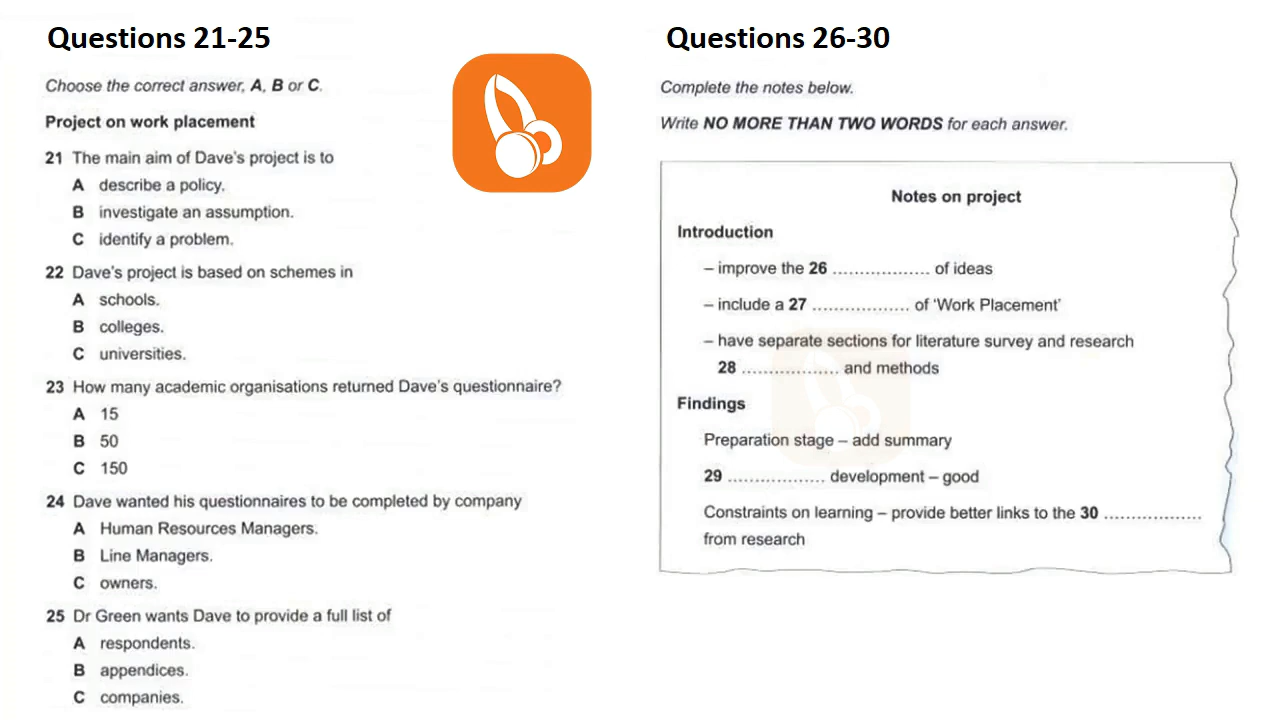 Questions 21-25
Choose the correct answer, A, B or C.
Project on work placement
21 The main aim of Dave's project is to
A describe a policy.
B investigate an assumption.
C identify a problem.
22 Dave's project is based on schemes in
A schools.
B colleges.
C universities.
23 How many academic organisations returned Dave's questionnaire?
A 15
B 50
C 150
24 Dave wanted his questionnaires to be completed by company
A Human Resources Managers.
B Line Managers.
C owners.
25 Dr Green wants Dave to provide a full list of
A respondents.
B appendices.
C companies.
Questions 26-30
Complete the notes below.
Write NO MORE THAN TWO WORDS for each answer.
Notes on project
Introduction
– improve the 26 .................. of ideas
– include a 27 .................. of 'Work Placement'
– have separate sections for literature survey and research
28 .................. and methods
Findings
Preparation stage – add summary
29 .................. development – good
Constraints on learning – provide better links to the 30 ..................
from research